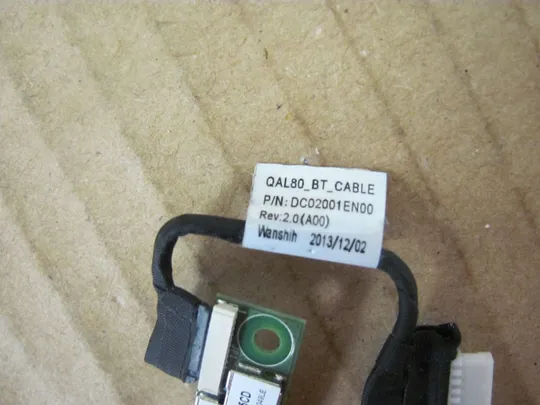 QAL80_BT_CABLE
P/N: DC02001EN00
Rev:2.0(A00)
Wanshih 2013/12/02